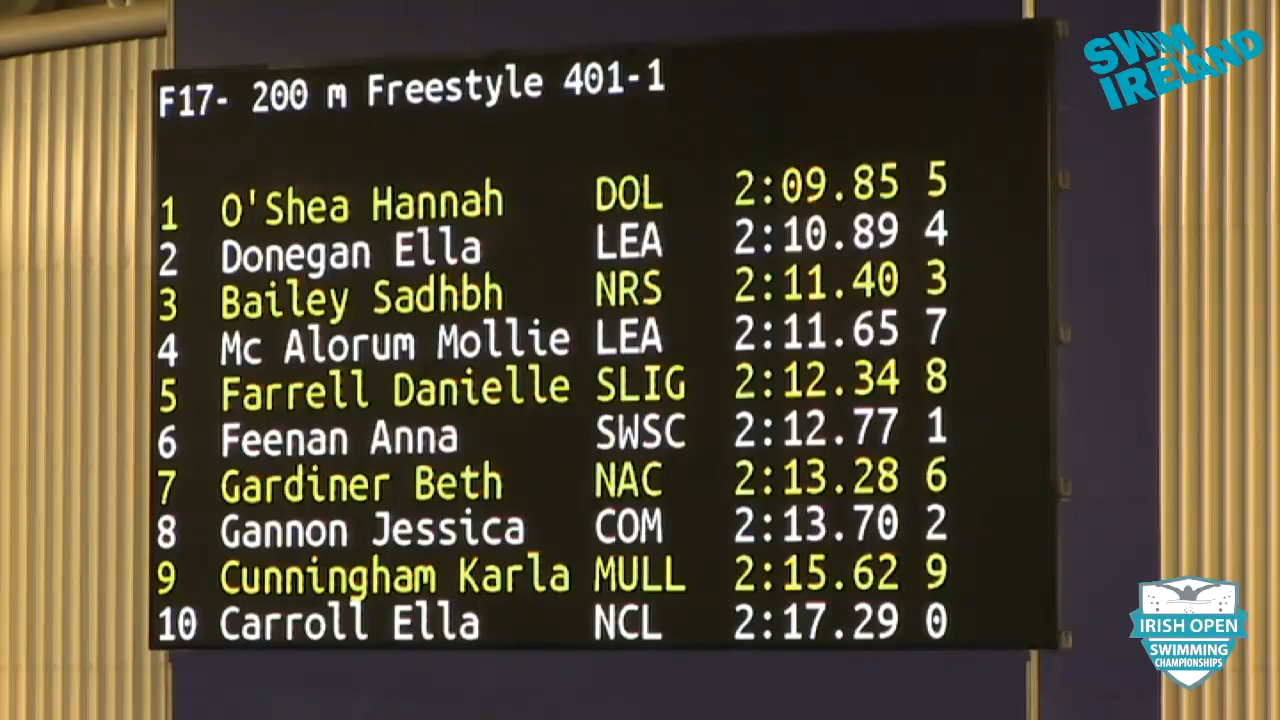 SWIM
IRELAND
F17- 200 m Freestyle 401-1
1 O'Shea Hannah DOL 2:09.85 5
2 Donegan Ella LEA 2:10.89 4
3 Bailey Sadhbh NRS 2:11.40 3
4 Mc Alorum Mollie LEA 2:11.65 7
5 Farrell Danielle SLIG 2:12.34 8
6 Feenan Anna SWSC 2:12.77 1
7 Gardiner Beth NAC 2:13.28 6
8 Gannon Jessica COM 2:13.70 2
9 Cunningham Karla MULL 2:15.62 9
10 Carroll Ella NCL 2:17.29 0
IRISH OPEN
SWIMMING
CHAMPIONSHIPS